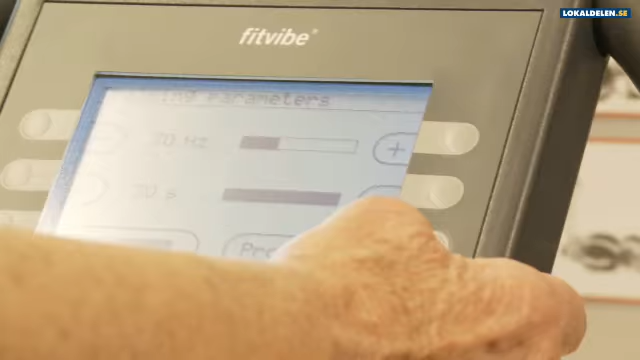 LOKALDELEN.SE
fitvibe®
parameters
30 Hz
+
30 s